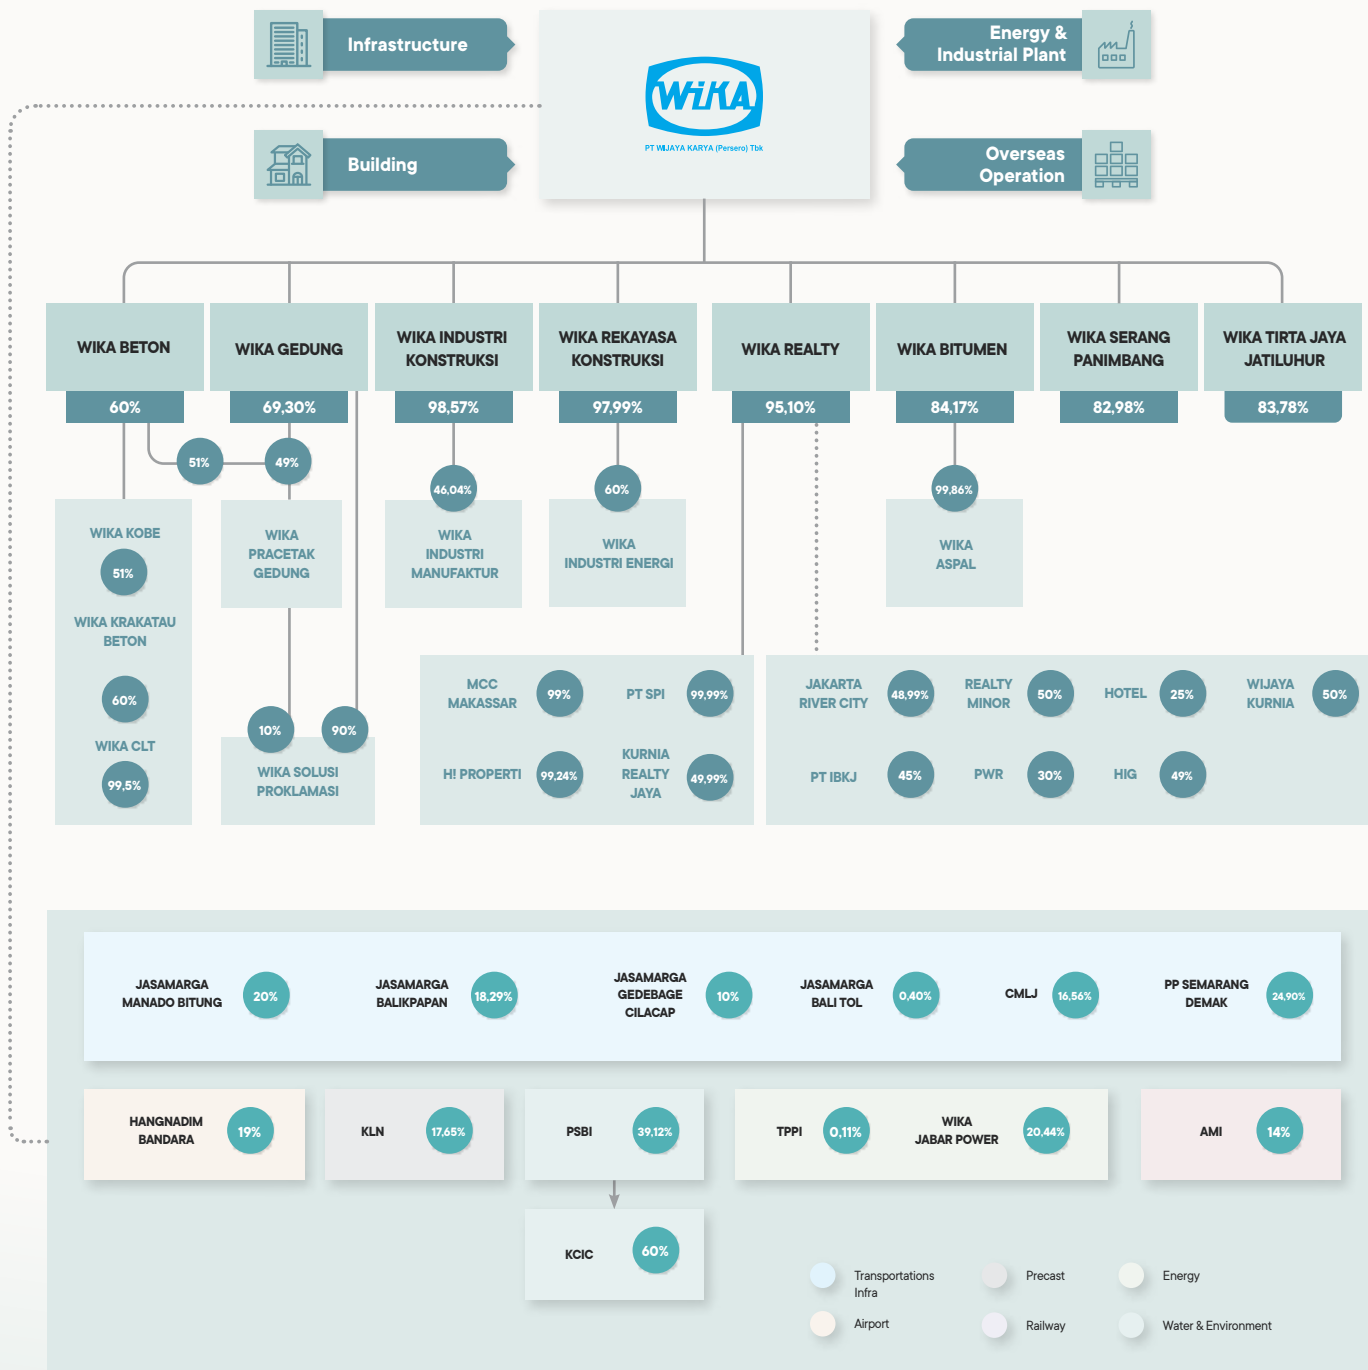 Infrastructure
Building
WiKA
PT WIJAYA KARYA (Persero) Tbk
Energy &
Industrial Plant
Overseas
Operation
WIKA BETON
60%
WIKA GEDUNG
69,30%
WIKA INDUSTRI
KONSTRUKSI
98,57%
WIKA REKAYASA
KONSTRUKSI
97,99%
WIKA REALTY
95,10%
WIKA BITUMEN
84,17%
WIKA SERANG
PANIMBANG
82,98%
WIKA TIRTA JAYA
JATILUHUR
83,78%
51%
49%
46,04%
60%
99,86%
WIKA KOBE
51%
WIKA KRAKATAU
BETON
60%
WIKA CLT
99,5%
WIKA
PRACETAK
GEDUNG
10%
90%
WIKA SOLUSI
PROKLAMASI
WIKA
INDUSTRI
MANUFAKTUR
WIKA
INDUSTRI ENERGI
WIKA
ASPAL
MCC
MAKASSAR
99%
PT SPI
99,99%
H! PROPERTI
99,24%
KURNIA
REALTY
JAYA
49,99%
JAKARTA
RIVER CITY
48,99%
REALTY
MINOR
50%
HOTEL
25%
WIJAYA
KURNIA
50%
PT IBKJ
45%
PWR
30%
HIG
49%
JASAMARGA
MANADO BITUNG
20%
JASAMARGA
BALIKPAPAN
18,29%
JASAMARGA
GEDEBAGE
CILACAP
10%
JASAMARGA
BALI TOL
0,40%
CMLJ
16,56%
PP SEMARANG
DEMAK
24,90%
HANGNADIM
BANDARA
19%
KLN
17,65%
PSBI
39,12%
TPPI
0,11%
WIKA
JABAR POWER
20,44%
AMI
14%
KCIC
60%
Transportations
Infra
Precast
Energy
Airport
Railway
Water & Environment